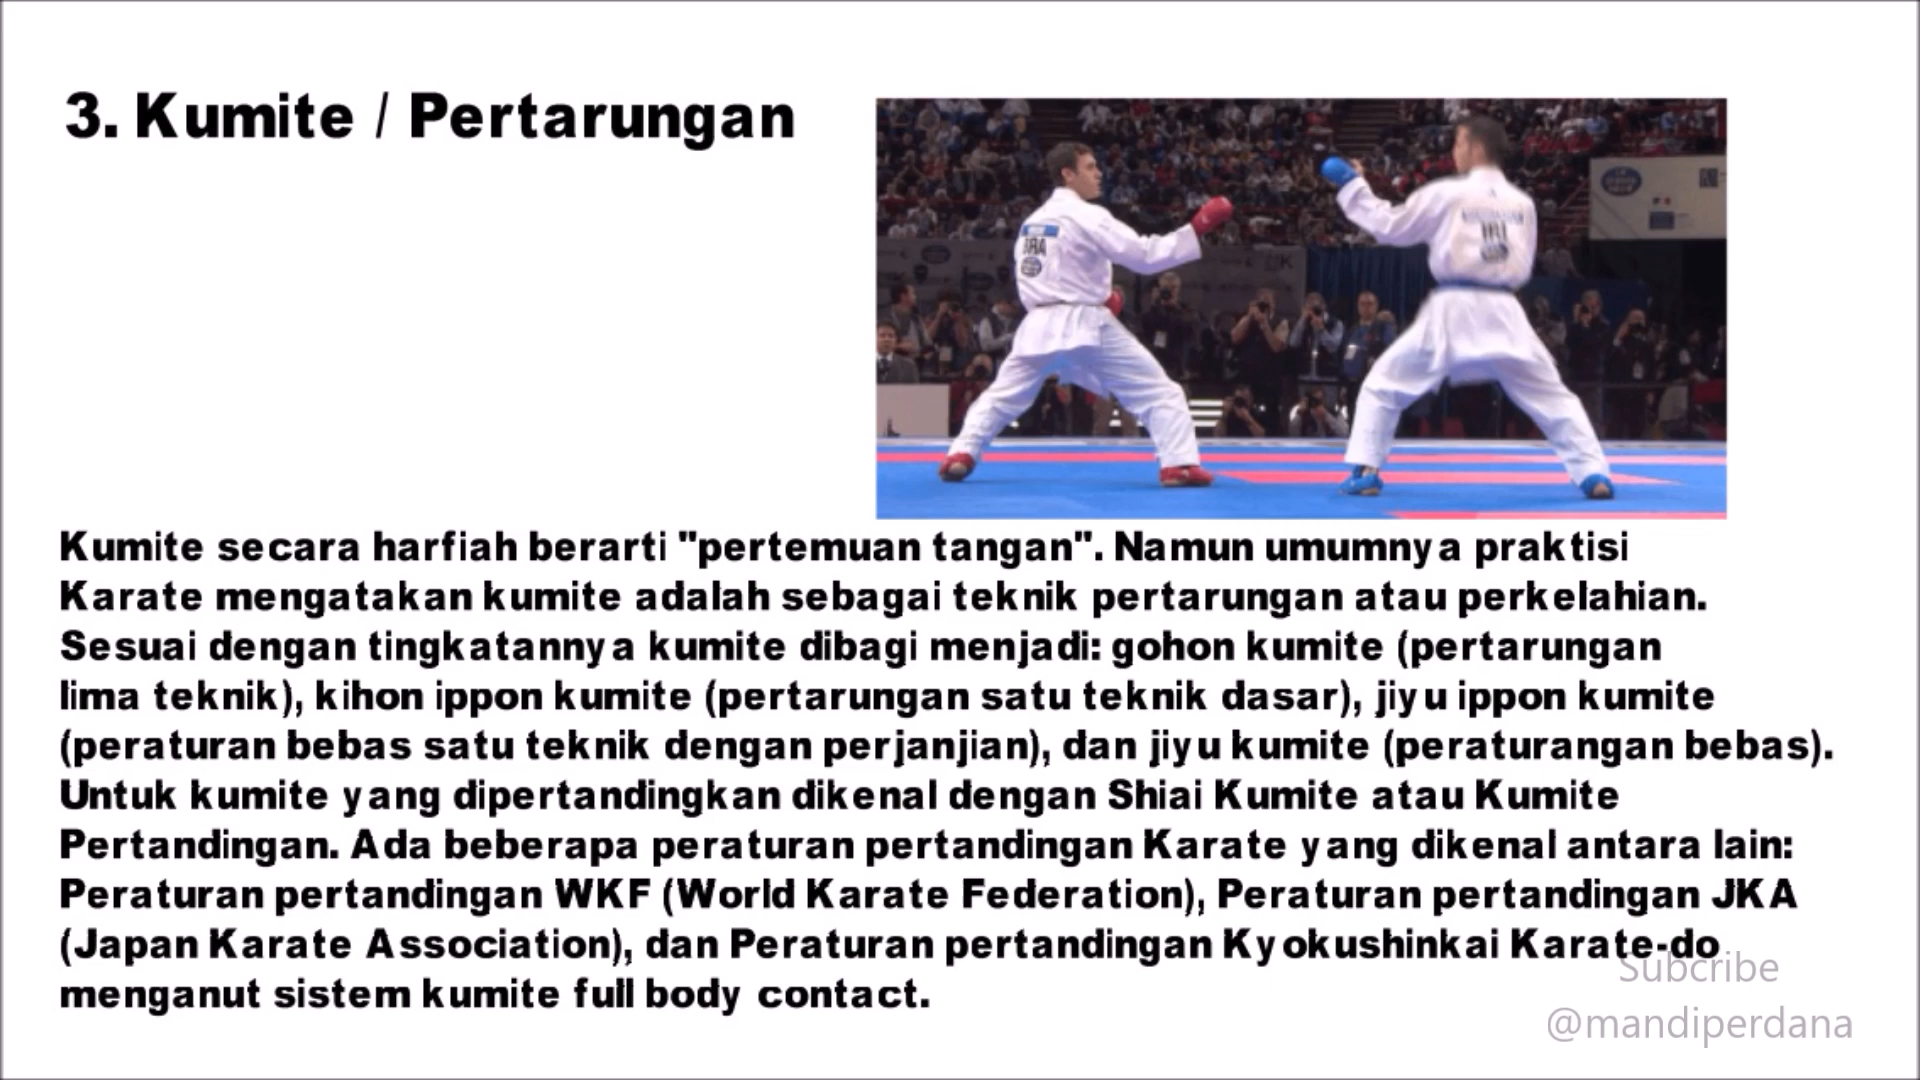 3. Kumite / Pertarungan
Kumite secara harfiah berarti "pertemuan tangan". Namun umumnya praktisi
Karate mengatakan kumite adalah sebagai teknik pertarungan atau perkelahian.
Sesuai dengan tingkatannya kumite dibagi menjadi: gohon kumite (pertarungan
lima teknik), kihon ippon kumite (pertarungan satu teknik dasar), jiyu ippon kumite
(peraturan bebas satu teknik dengan perjanjian), dan jiyu kumite (peraturangan bebas).
Untuk kumite yang dipertandingkan dikenal dengan Shiai Kumite atau Kumite
Pertandingan. Ada beberapa peraturan pertandingan Karate yang dikenal antara lain:
Peraturan pertandingan WKF (World Karate Federation), Peraturan pertandingan JKA
(Japan Karate Association), dan Peraturan pertandingan Kyokushinkai Karate-do
menganut sistem kumite full body contact.
Subcribe
@mandiperdana